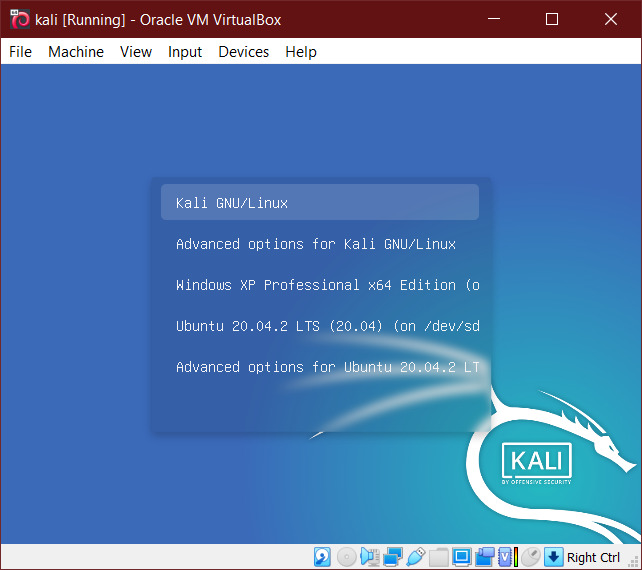 kali [Running] - Oracle VM VirtualBox
File Machine View Input Devices Help
Kali GNU/Linux
Advanced options for Kali GNU/Linux
Windows XP Professional x64 Edition (o
Ubuntu 20.04.2 LTS (20.04) (on /dev/sd
Advanced options for Ubuntu 20.04.2 LT
KALI
BY OFFENSIVE SECURITY
Right Ctrl